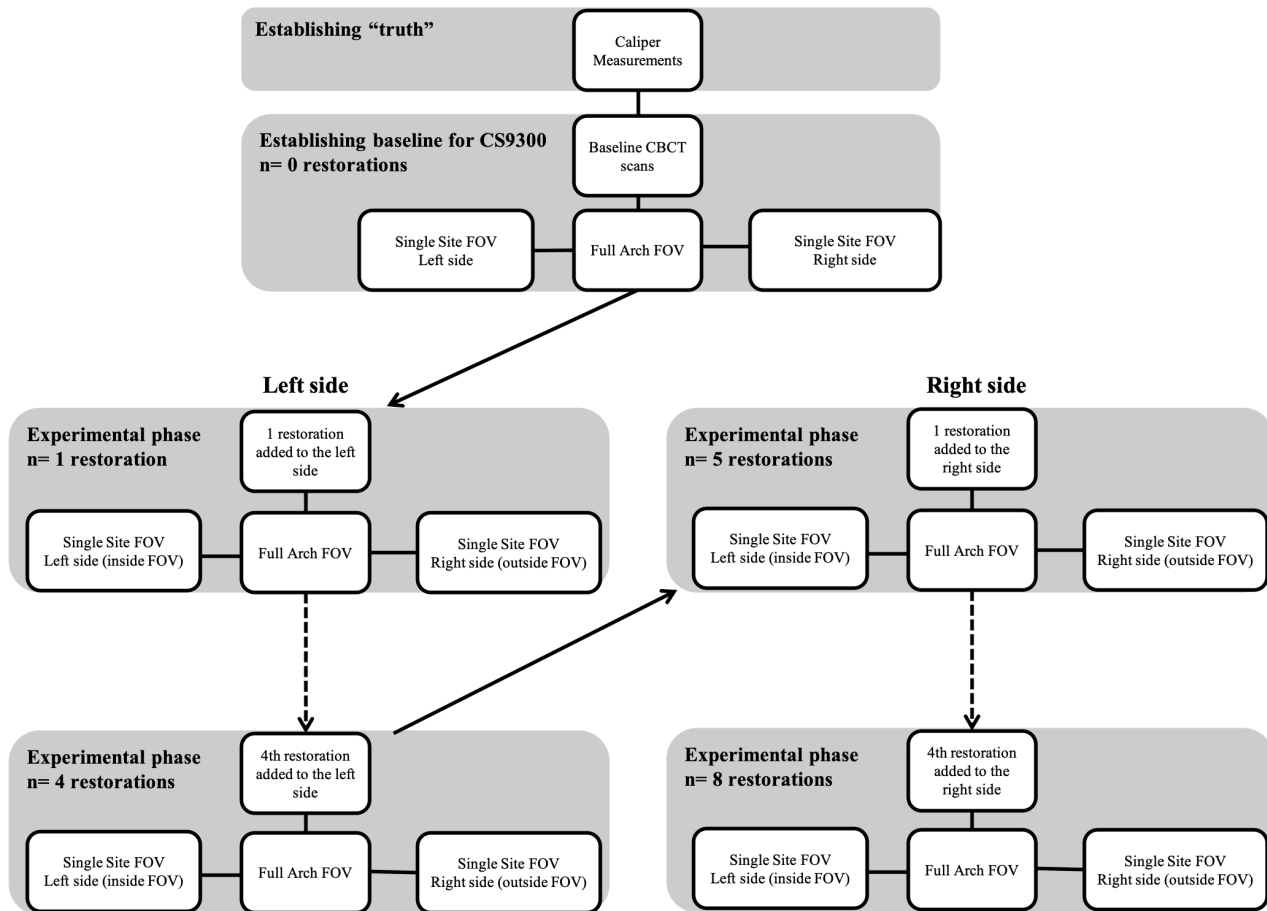 Establishing “truth”
Caliper
Measurements
Establishing baseline for CS9300
n= 0 restorations
Baseline CBCT
scans
Single Site FOV
Left side
Full Arch FOV
Single Site FOV
Right side
Left side
Experimental phase
n= 1 restoration
1 restoration
added to the left
side
Single Site FOV
Left side (inside FOV)
Full Arch FOV
Single Site FOV
Right side (outside FOV)
Experimental phase
n= 4 restorations
4th restoration
added to the left
side
Single Site FOV
Left side (inside FOV)
Full Arch FOV
Single Site FOV
Right side (outside FOV)
Right side
Experimental phase
n= 5 restorations
1 restoration
added to the
right side
Single Site FOV
Left side (inside FOV)
Full Arch FOV
Single Site FOV
Right side (outside FOV)
Experimental phase
n= 8 restorations
4th restoration
added to the
right side
Single Site FOV
Left side (inside FOV)
Full Arch FOV
Single Site FOV
Right side (outside FOV)